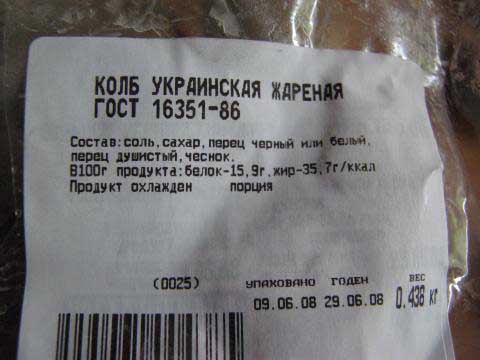 КОЛБ УКРАИНСКАЯ ЖАРЕНАЯ
ГОСТ 16351-86
Состав:соль,сахар,перец черный или белый,
перец душистый,чеснок.
В100г продукта:белок-15,9г,жир-35,7г/ккал
Продукт охлажден порция
(0025) УПАКОВАНО ГОДЕН ВЕС
09.06.08 29.06.08 0.436 кг